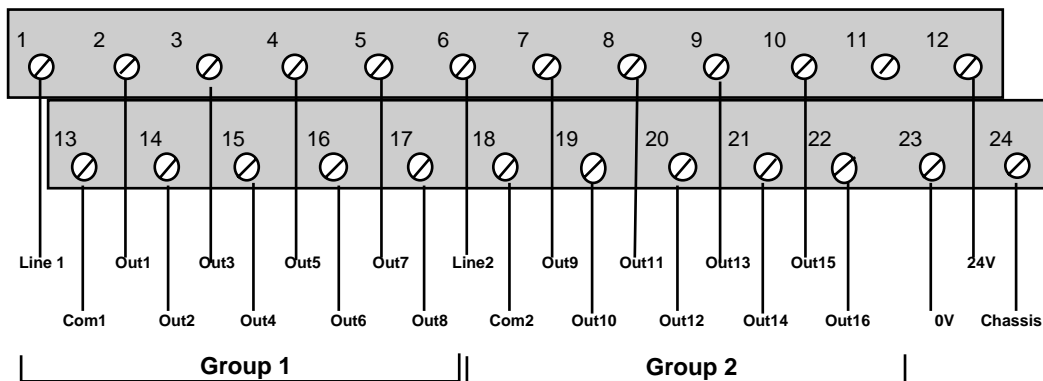 1 2 3 4 5 6 7 8 9 10 11 12
13 14 15 16 17 18 19 20 21 22 23 24
Line 1 Out1 Out3 Out5 Out7 Line2 Out9 Out11 Out13 Out15 24V
Com1 Out2 Out4 Out6 Out8 Com2 Out10 Out12 Out14 Out16 0V Chassis
Group 1 Group 2